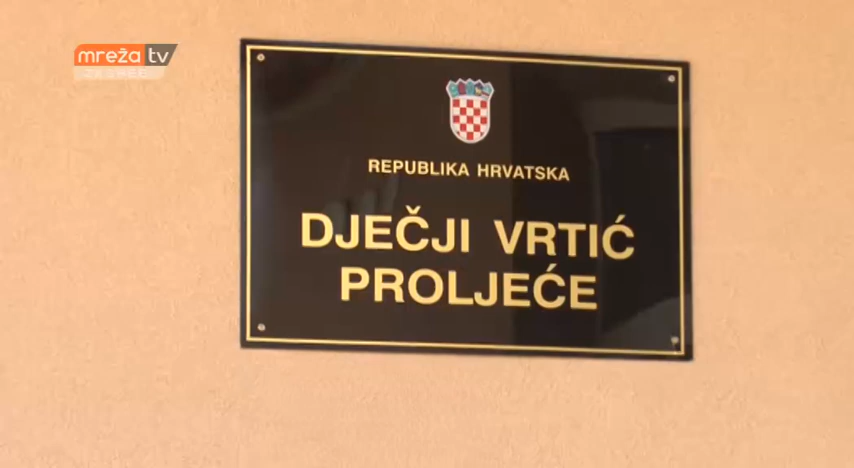 mreža tv
REPUBLIKA HRVATSKA
DJEČJI VRTIĆ
PROLJEĆE